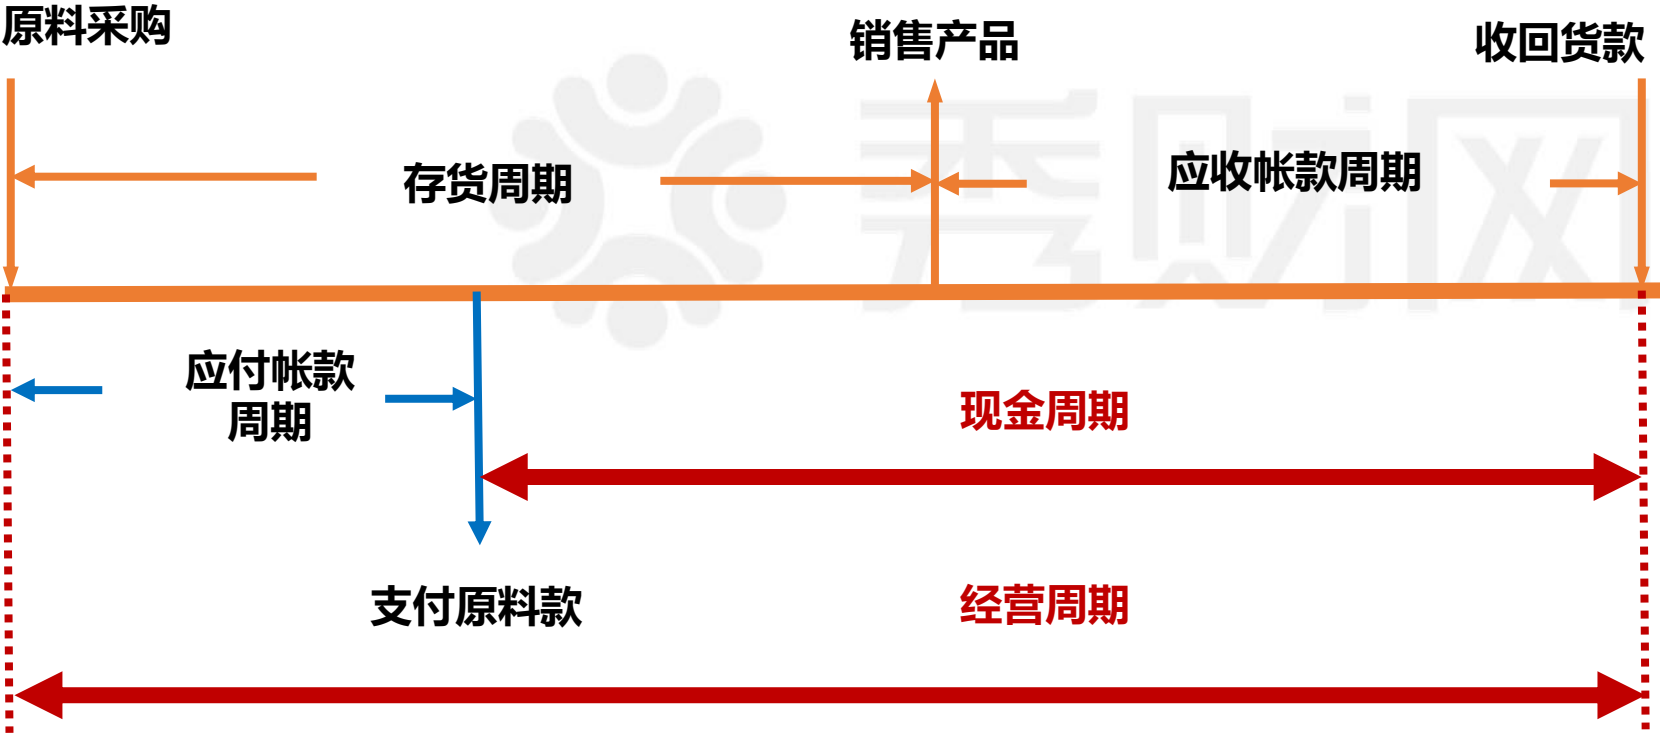 原料采购
销售产品
收回货款
存货周期
应收帐款周期
应付帐款
周期
现金周期
支付原料款
经营周期
秀财网